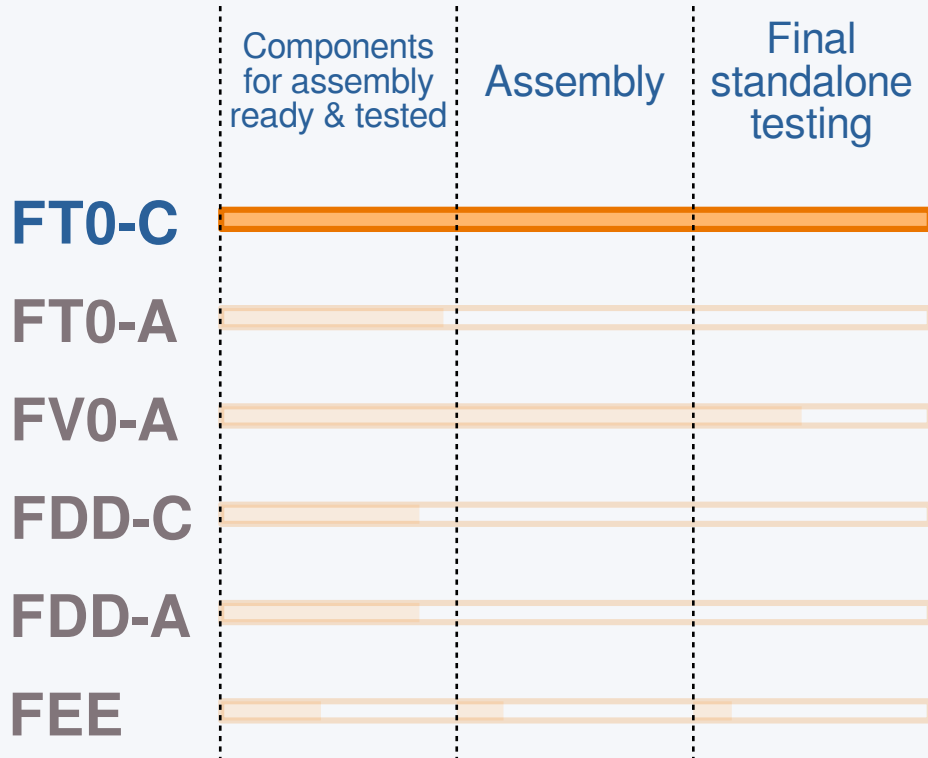 Components
for assembly
ready & tested
Assembly
Final
standalone
testing
FT0-C
FT0-A
FV0-A
FDD-C
FDD-A
FEE